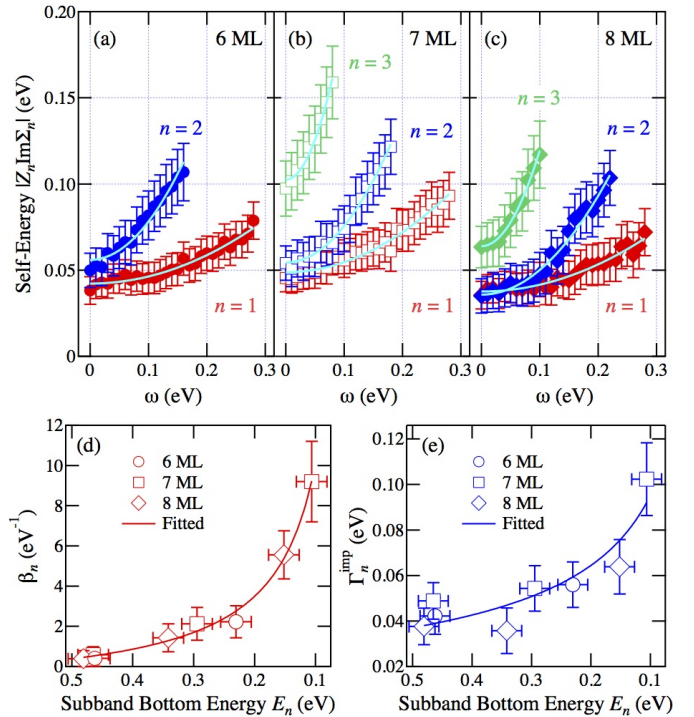 0.20
(a)
6 ML
(b)
7 ML
(c)
8 ML
n = 3
0.15
n = 2
n = 2
n = 3
n = 2
0.10
0.05
n = 1
n = 1
n = 1
0
Self-Energy |ZnImΣn| (eV)
0 0.1 0.2 0.3 0 0.1 0.2 0.3 0 0.1 0.2 0.3
ω (eV) ω (eV) ω (eV)
12
(d)
10
6 ML
7 ML
8 ML
Fitted
8
6
4
2
0
βn (eV⁻¹)
0.5 0.4 0.3 0.2 0.1
Subband Bottom Energy En (eV)
0.12
(e)
6 ML
7 ML
8 ML
Fitted
0.10
0.08
0.06
0.04
0.02
Γn^imp (eV)
0.5 0.4 0.3 0.2 0.1
Subband Bottom Energy En (eV)